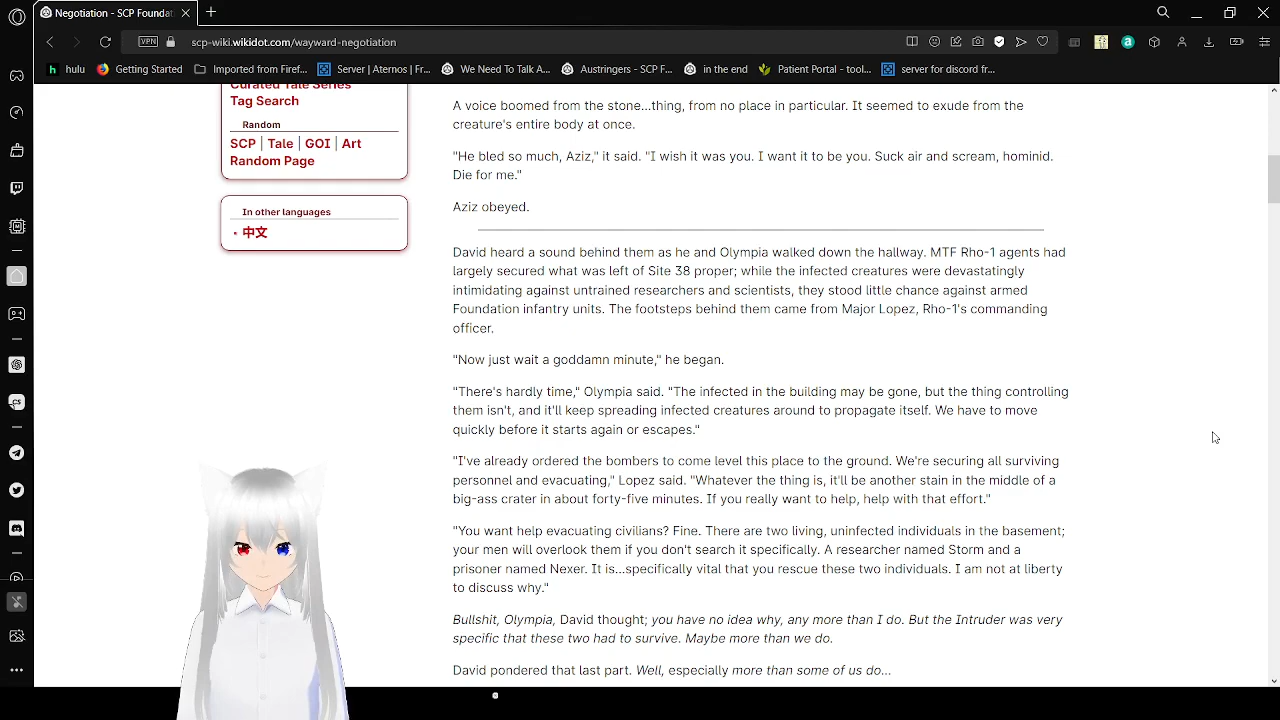 Negotiation - SCP Foundat
scp-wiki.wikidot.com/wayward-negotiation
VPN
hulu
Getting Started
Imported from Firef...
Server | Aternos | Fr...
We Need To Talk A...
Austringers - SCP F...
in the end
Patient Portal - tool...
server for discord fr...
Curated Tale Series
Tag Search
Random
SCP | Tale | GOI | Art
Random Page
In other languages
中文
A voice boomed from the stone...thing, from no place in particular. It seemed to exude from the
creature's entire body at once.
"He bled so much, Aziz," it said. "I wish it was you. I want it to be you. Suck air and scream, hominid.
Die for me."
Aziz obeyed.
David heard a sound behind them as he and Olympia walked down the hallway. MTF Rho-1 agents had
largely secured what was left of Site 38 proper; while the infected creatures were devastatingly
intimidating against untrained researchers and scientists, they stood little chance against armed
Foundation infantry units. The footsteps behind them came from Major Lopez, Rho-1's commanding
officer.
"Now just wait a goddamn minute," he began.
"There's hardly time," Olympia said. "The infected in the building may be gone, but the thing controlling
them isn't, and it'll keep spreading infected creatures around to propagate itself. We have to move
quickly before it starts again or escapes."
"I've already ordered the bombers to come level this place to the ground. We're securing all surviving
personnel and evacuating," Lopez said. "Whatever the thing is, it'll be another stain in the middle of a
big-ass crater in about forty-five minutes. If you really want to help, help with that effort."
"You want help evacuating civilians? Fine. There are two living, uninfected individuals in the basement;
your men will overlook them if you don't search it specifically. A researcher named Storm and a
prisoner named Nexer. It is...specifically vital that you rescue these two individuals. I am not at liberty
to discuss why."
Bullshit, Olympia, David thought; you have no idea why, any more than I do. But the Intruder was very
specific that these two had to survive. Maybe more than we do.
David pondered that last part. Well, especially more than some of us do...